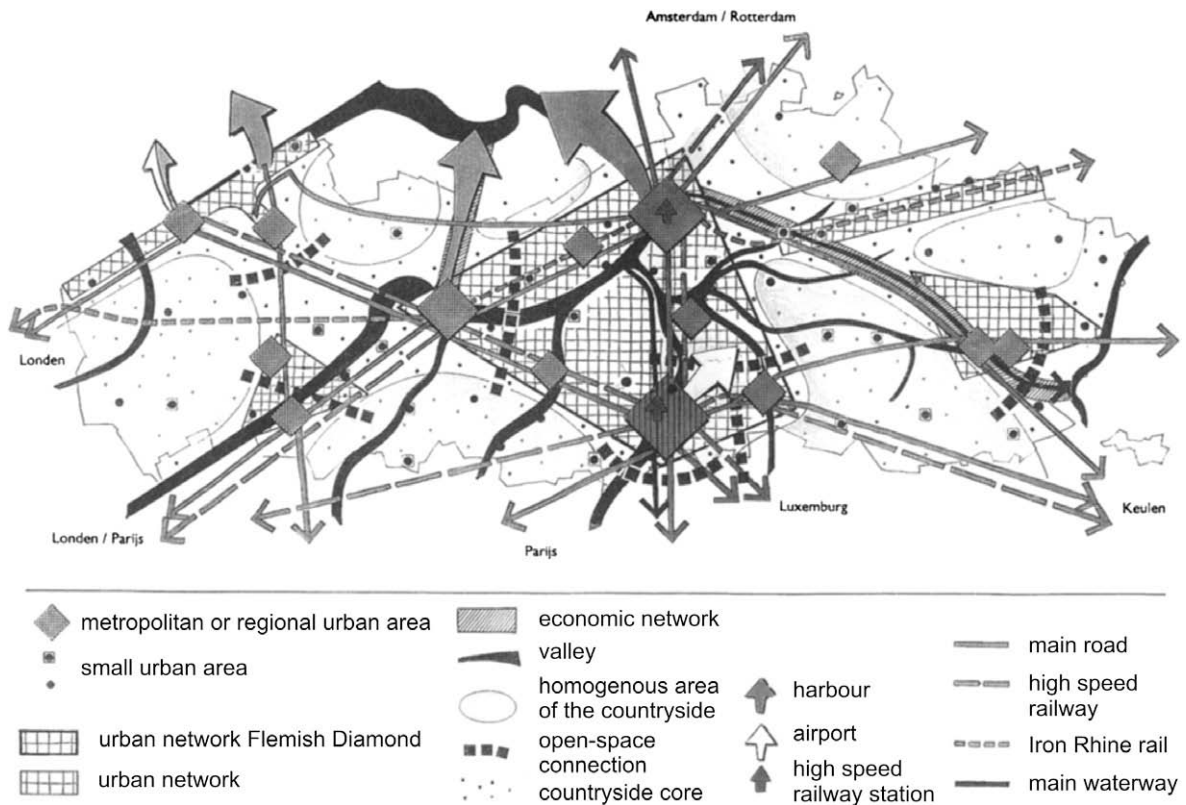 Amsterdam / Rotterdam
Londen
Londen / Parijs
Parijs
Luxemburg
Keulen
metropolitan or regional urban area
small urban area
urban network Flemish Diamond
urban network
economic network
valley
homogenous area
of the countryside
open-space
connection
countryside core
harbour
airport
high speed
railway station
main road
high speed
railway
Iron Rhine rail
main waterway